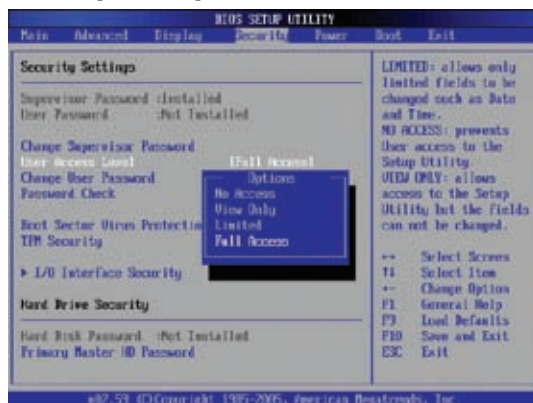 BIOS SETUP UTILITY
Main Advanced Display Security Power Boot Exit
Security Settings
Supervisor Password :Installed
User Password :Not Installed
Change Supervisor Password
User Access Level [Full Access]
Change User Password
Password Check
Boot Sector Virus Protectio
TPM Security
I/O Interface Security
Hard Drive Security
Hard Disk Password :Not Installed
Primary Master HD Password
Options
No Access
View Only
Limited
Full Access
LIMITED: allows only
limited fields to be
changed such as Date
and Time.
NO ACCESS: prevents
User access to the
Setup Utility.
VIEW ONLY: allows
access to the Setup
Utility but the fields
can not be changed.
↔ Select Screen
↑↓ Select Item
+- Change Option
F1 General Help
F9 Load Defaults
F10 Save and Exit
ESC Exit
v02.59 (C)Copyright 1985-2005, American Megatrends, Inc.